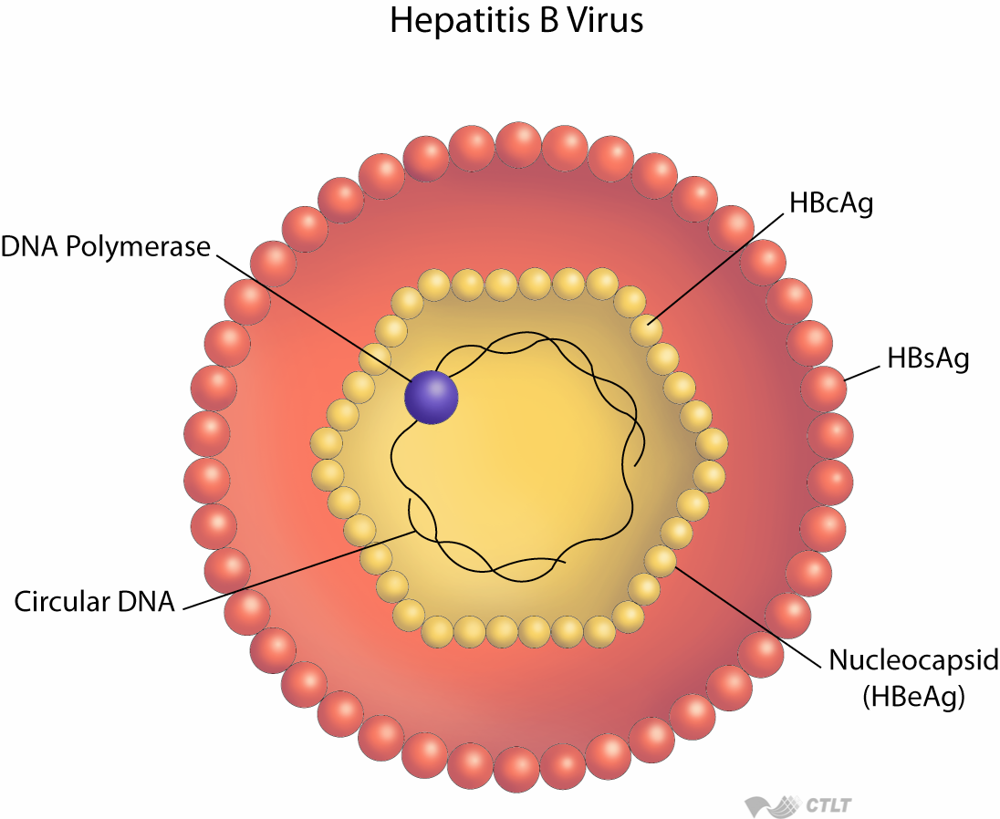 Hepatitis B Virus
HBcAg
DNA Polymerase
HBsAg
Circular DNA
Nucleocapsid
(HBeAg)
CTLT